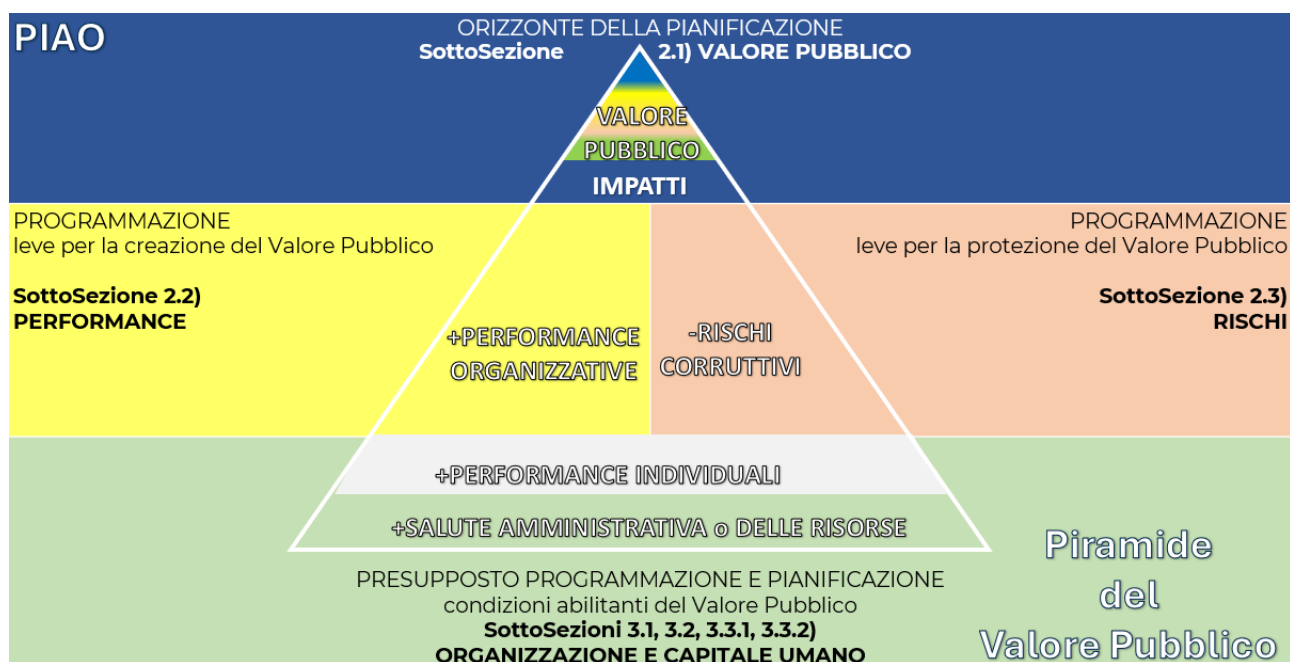 PIAO
ORIZZONTE DELLA PIANIFICAZIONE
SottoSezione 2.1) VALORE PUBBLICO
VALORE
PUBBLICO
IMPATTI
PROGRAMMAZIONE
leve per la creazione del Valore Pubblico
SottoSezione 2.2)
PERFORMANCE
PROGRAMMAZIONE
leve per la protezione del Valore Pubblico
SottoSezione 2.3)
RISCHI
+PERFORMANCE
ORGANIZZATIVE
-RISCHI
CORRUTTIVI
+PERFORMANCE INDIVIDUALI
+SALUTE AMMINISTRATIVA o DELLE RISORSE
PRESUPPOSTO PROGRAMMAZIONE E PIANIFICAZIONE
condizioni abilitanti del Valore Pubblico
SottoSezioni 3.1, 3.2, 3.3.1, 3.3.2)
ORGANIZZAZIONE E CAPITALE UMANO
Piramide
del
Valore Pubblico